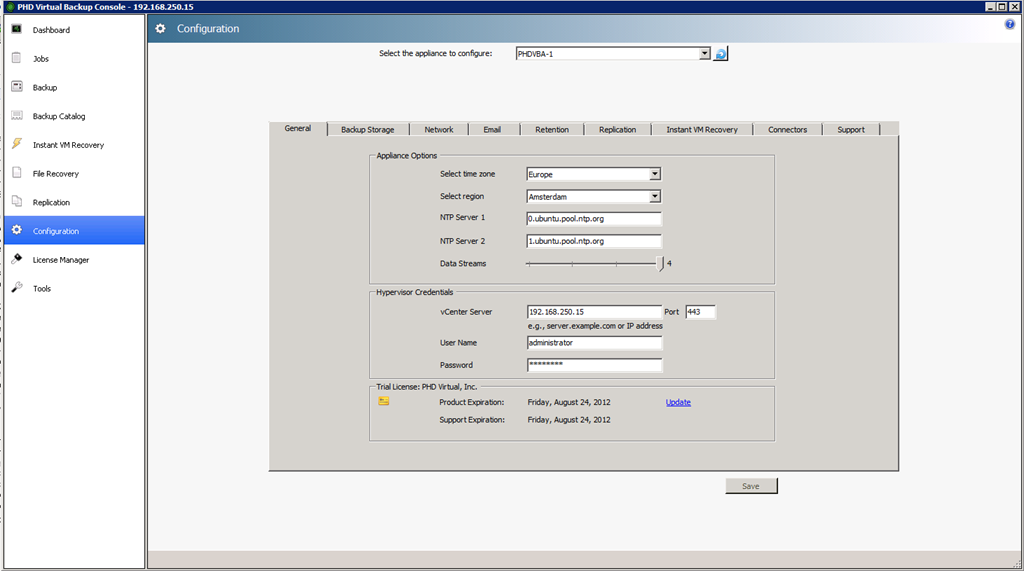 PHD Virtual Backup Console - 192.168.250.15
Dashboard
Jobs
Backup
Backup Catalog
Instant VM Recovery
File Recovery
Replication
Configuration
License Manager
Tools
Configuration
?
Select the appliance to configure: PHDVBA-1
General Backup Storage Network Email Retention Replication Instant VM Recovery Connectors Support
Appliance Options
Select time zone Europe
Select region Amsterdam
NTP Server 1 0.ubuntu.pool.ntp.org
NTP Server 2 1.ubuntu.pool.ntp.org
Data Streams 4
Hypervisor Credentials
vCenter Server 192.168.250.15 Port 443
e.g., server.example.com or IP address
User Name administrator
Password ********
Trial License: PHD Virtual, Inc.
Product Expiration: Friday, August 24, 2012 Update
Support Expiration: Friday, August 24, 2012
Save